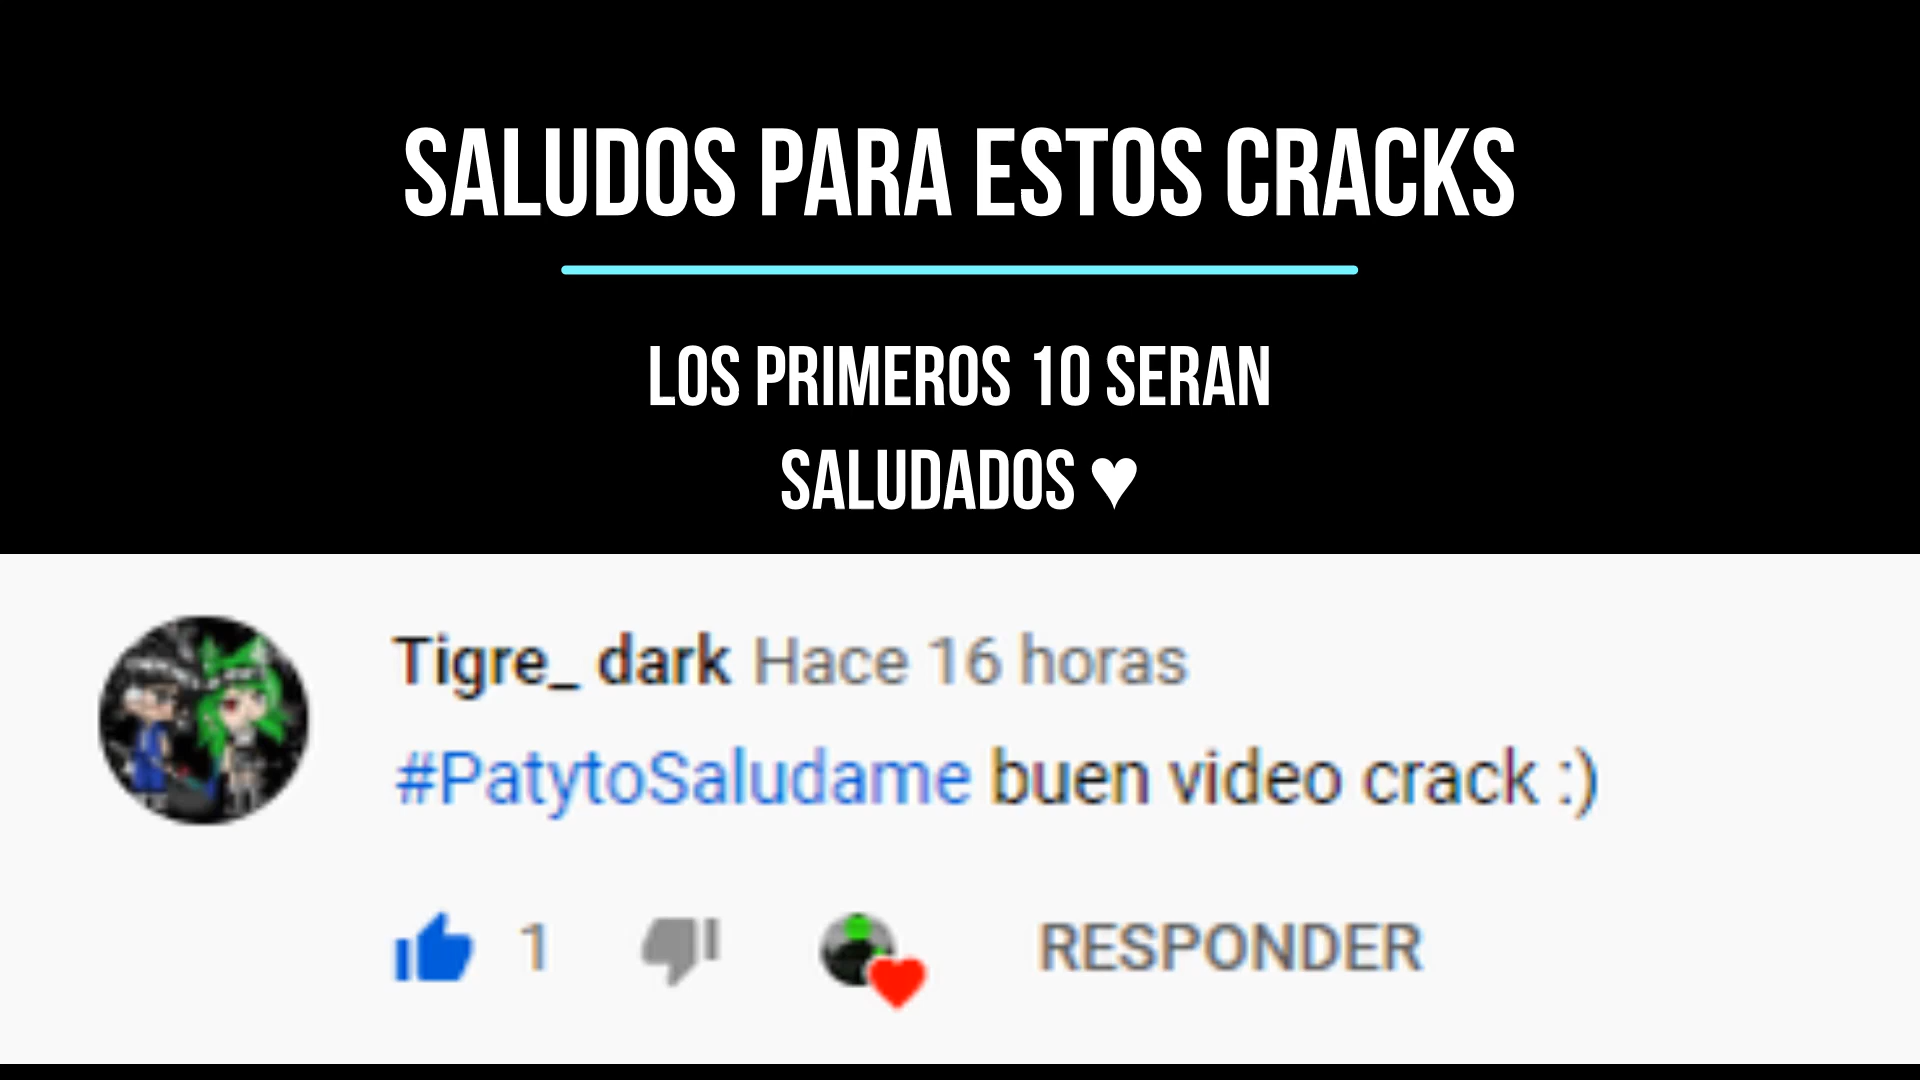 SALUDOS PARA ESTOS CRACKS
LOS PRIMEROS 10 SERAN
SALUDADOS ♥
Tigre_ dark Hace 16 horas
#PatytoSaludame buen video crack :)
1 RESPONDER